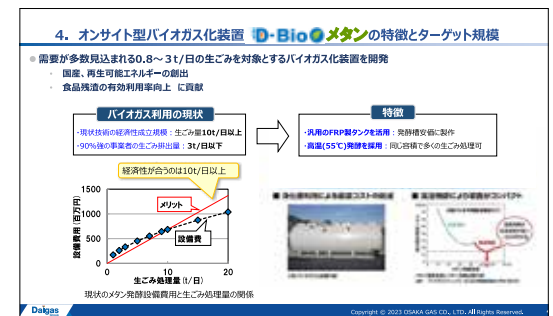 4. オンサイト型バイオガス化装置 D-Bioメタンの特徴とターゲット規模
需要が多数見込まれる0.8～3t/日の生ごみを対象とするバイオガス化装置を開発
国産、再生可能エネルギーの創出
食品残渣の有効利用率向上 に貢献
バイオガス利用の現状
・現状技術の経済性成立規模：生ごみ量10t/日以上
・90%強の事業者の生ごみ排出量：3t/日以下
特徴
・汎用のFRP製タンクを活用：発酵槽安価に製作
・高温(55℃)発酵を採用：同じ容積で多くの生ごみ処理可
経済性が合うのは10t/日以上
設備費用(百万円)
1500
1000
500
0
メリット
設備費
0
10
20
生ごみ処理量(t/日)
現状のメタン発酵設備費用と生ごみ処理量の関係
Daigas
Copyright © 2023 OSAKA GAS CO., LTD. All Rights Reserved.